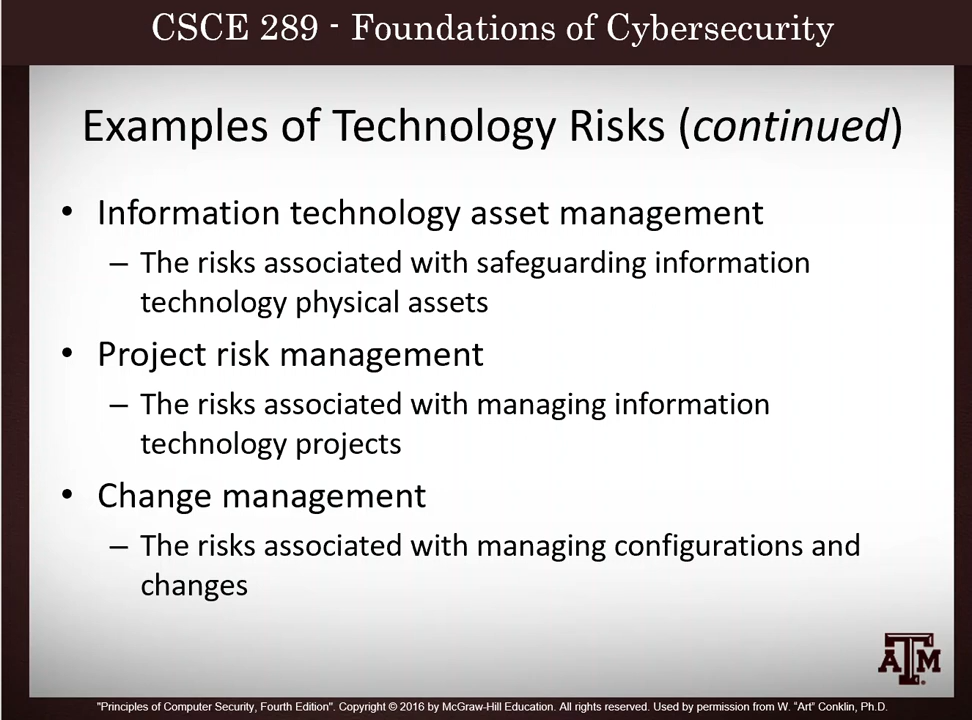 CSCE 289 - Foundations of Cybersecurity
Examples of Technology Risks (continued)
• Information technology asset management
– The risks associated with safeguarding information
technology physical assets
• Project risk management
– The risks associated with managing information
technology projects
• Change management
– The risks associated with managing configurations and
changes
ATM
"Principles of Computer Security, Fourth Edition". Copyright © 2016 by McGraw-Hill Education. All rights reserved. Used by permission from W. "Art" Conklin, Ph.D.